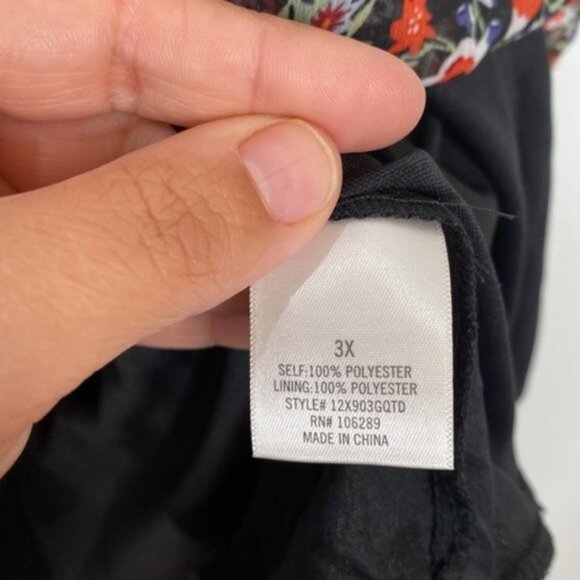 3X
SELF:100% POLYESTER
LINING:100% POLYESTER
STYLE# 12X903GQTD
RN# 106289
MADE IN CHINA